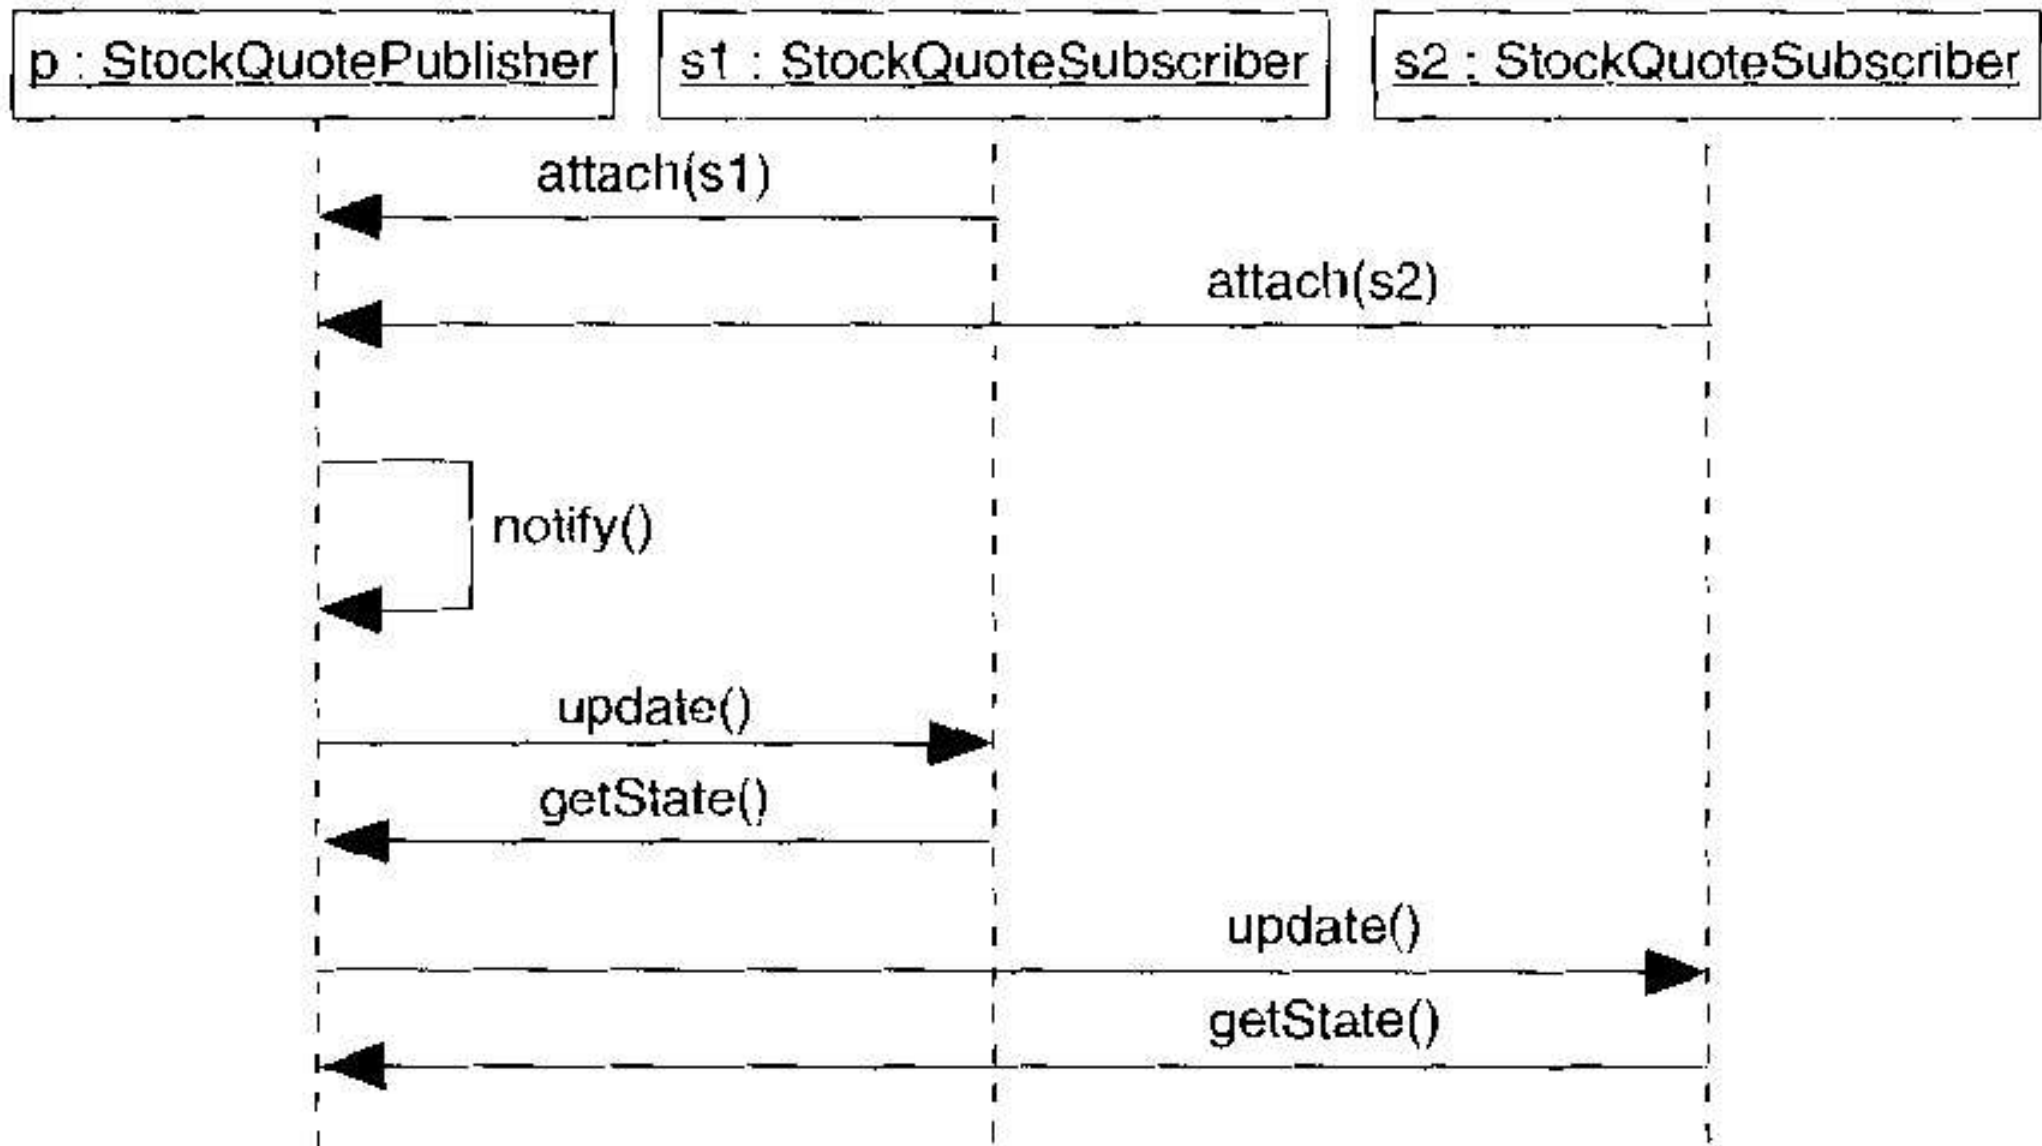 p : StockQuotePublisher
s1 : StockQuoteSubscriber
s2 : StockQuoteSubscriber
attach(s1)
attach(s2)
notify()
update()
getState()
update()
getState()